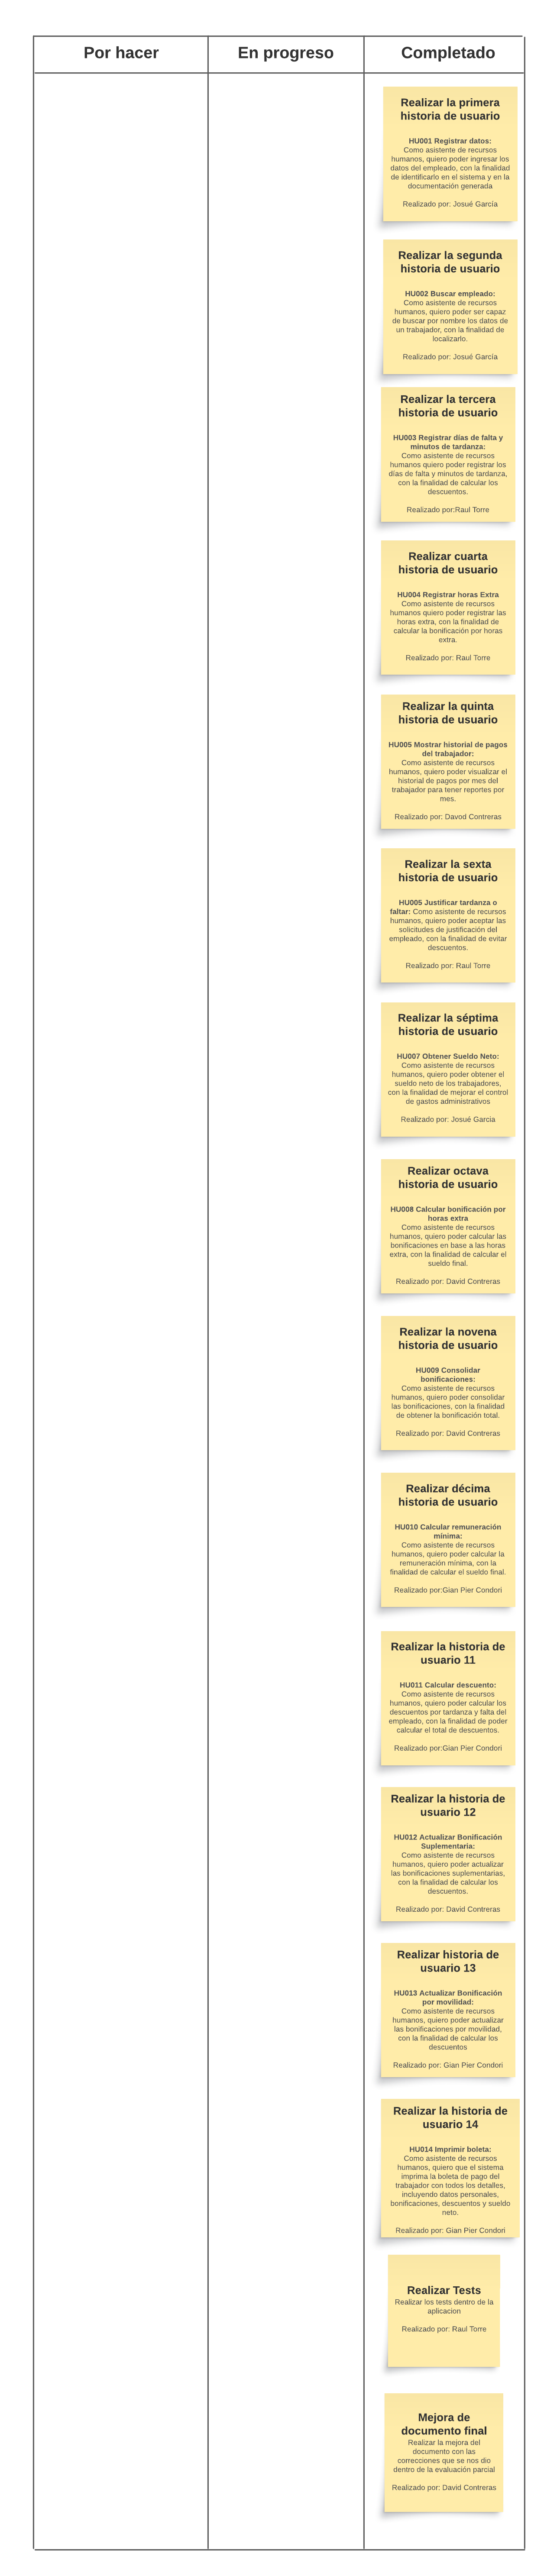 Por hacer
En progreso
Completado
Realizar la primera
historia de usuario
HU001 Registrar datos:
Como asistente de recursos
humanos, quiero poder ingresar los
datos del empleado, con la finalidad
de identificarlo en el sistema y en la
documentación generada
Realizado por: Josué García
Realizar la segunda
historia de usuario
HU002 Buscar empleado:
Como asistente de recursos
humanos, quiero poder ser capaz
de buscar por nombre los datos de
un trabajador, con la finalidad de
localizarlo.
Realizado por: Josué García
Realizar la tercera
historia de usuario
HU003 Registrar días de falta y
minutos de tardanza:
Como asistente de recursos
humanos quiero poder registrar los
días de falta y minutos de tardanza,
con la finalidad de calcular los
descuentos.
Realizado por:Raul Torre
Realizar cuarta
historia de usuario
HU004 Registrar horas Extra
Como asistente de recursos
humanos quiero poder registrar las
horas extra, con la finalidad de
calcular la bonificación por horas
extra.
Realizado por: Raul Torre
Realizar la quinta
historia de usuario
HU005 Mostrar historial de pagos
del trabajador:
Como asistente de recursos
humanos, quiero poder visualizar el
historial de pagos por mes del
trabajador para tener reportes por
mes.
Realizado por: Davod Contreras
Realizar la sexta
historia de usuario
HU005 Justificar tardanza o
faltar: Como asistente de recursos
humanos, quiero poder aceptar las
solicitudes de justificación del
empleado, con la finalidad de evitar
descuentos.
Realizado por: Raul Torre
Realizar la séptima
historia de usuario
HU007 Obtener Sueldo Neto:
Como asistente de recursos
humanos, quiero poder obtener el
sueldo neto de los trabajadores,
con la finalidad de mejorar el control
de gastos administrativos
Realizado por: Josué Garcia
Realizar octava
historia de usuario
HU008 Calcular bonificación por
horas extra
Como asistente de recursos
humanos, quiero poder calcular las
bonificaciones en base a las horas
extra, con la finalidad de calcular el
sueldo final.
Realizado por: David Contreras
Realizar la novena
historia de usuario
HU009 Consolidar
bonificaciones:
Como asistente de recursos
humanos, quiero poder consolidar
las bonificaciones, con la finalidad
de obtener la bonificación total.
Realizado por: David Contreras
Realizar décima
historia de usuario
HU010 Calcular remuneración
mínima:
Como asistente de recursos
humanos, quiero poder calcular la
remuneración mínima, con la
finalidad de calcular el sueldo final.
Realizado por:Gian Pier Condori
Realizar la historia de
usuario 11
HU011 Calcular descuento:
Como asistente de recursos
humanos, quiero poder calcular los
descuentos por tardanza y falta del
empleado, con la finalidad de poder
calcular el total de descuentos.
Realizado por:Gian Pier Condori
Realizar la historia de
usuario 12
HU012 Actualizar Bonificación
Suplementaria:
Como asistente de recursos
humanos, quiero poder actualizar
las bonificaciones suplementarias,
con la finalidad de calcular los
descuentos.
Realizado por: David Contreras
Realizar historia de
usuario 13
HU013 Actualizar Bonificación
por movilidad:
Como asistente de recursos
humanos, quiero poder actualizar
las bonificaciones por movilidad,
con la finalidad de calcular los
descuentos
Realizado por: Gian Pier Condori
Realizar la historia de
usuario 14
HU014 Imprimir boleta:
Como asistente de recursos
humanos, quiero que el sistema
imprima la boleta de pago del
trabajador con todos los detalles,
incluyendo datos personales,
bonificaciones, descuentos y sueldo
neto.
Realizado por: Gian Pier Condori
Realizar Tests
Realizar los tests dentro de la
aplicacion
Realizado por: Raul Torre
Mejora de
documento final
Realizar la mejora del
documento con las
correcciones que se nos dio
dentro de la evaluación parcial
Realizado por: David Contreras